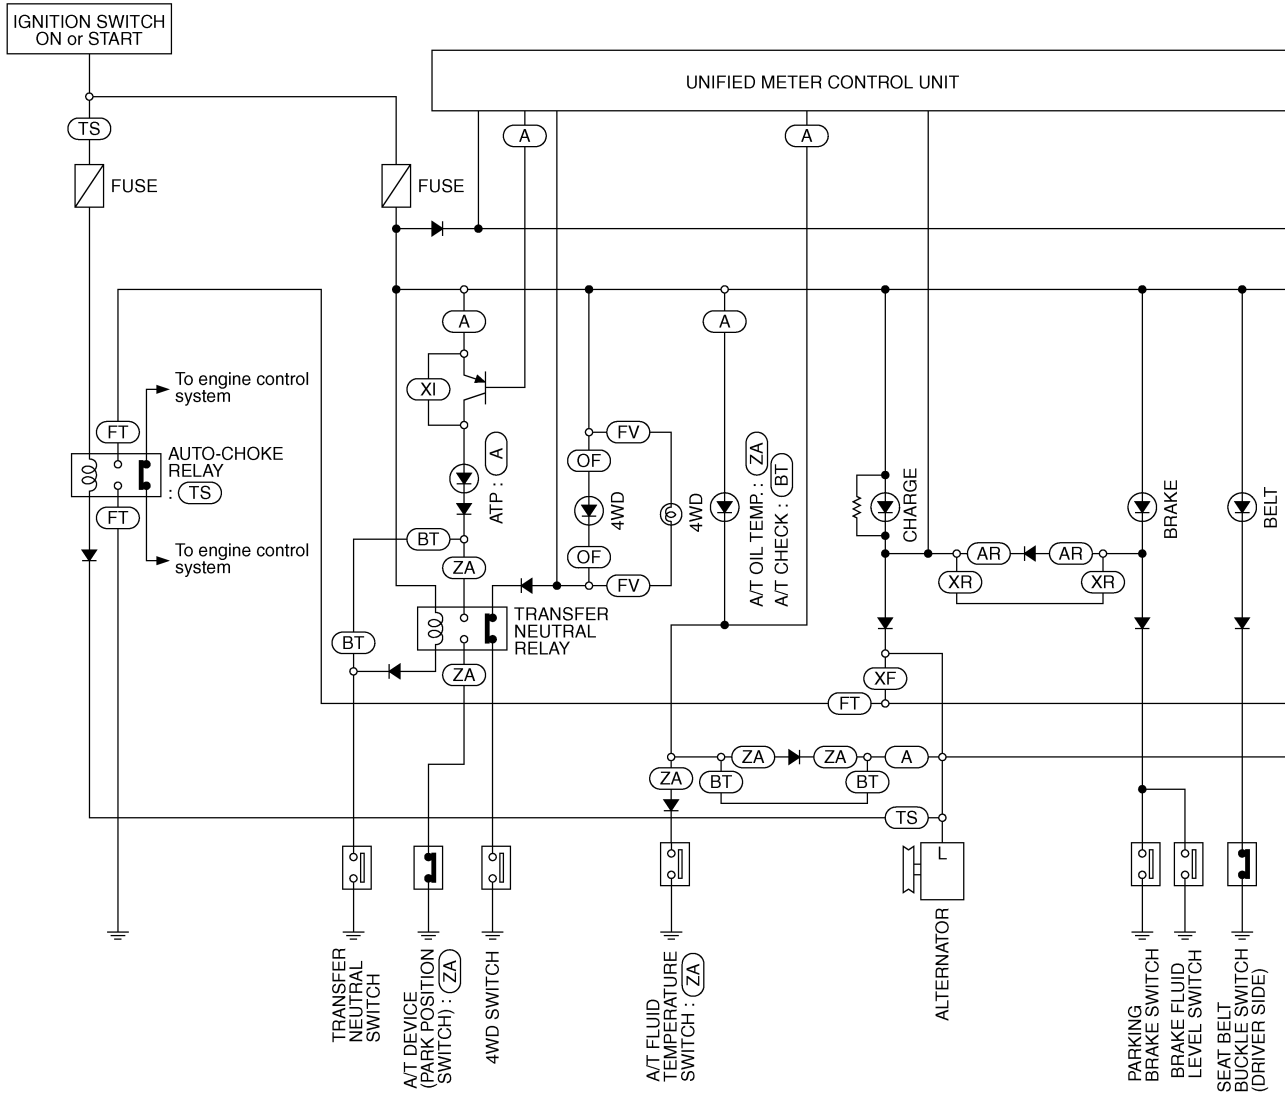 IGNITION SWITCH
ON or START
UNIFIED METER CONTROL UNIT
TS
A
A
FUSE
FUSE
A
A
To engine control
system
XI
FT
FV
OF
AUTO-CHOKE
RELAY
: TS
ATP : A
4WD
4WD
A/T OIL TEMP. : ZA
A/T CHECK : BT
CHARGE
BRAKE
BELT
FT
BT
OF
To engine control
system
ZA
FV
AR
AR
XR
XR
TRANSFER
NEUTRAL
RELAY
BT
ZA
XF
FT
ZA
ZA
A
ZA
BT
BT
TS
L
TRANSFER
NEUTRAL
SWITCH
A/T DEVICE
(PARK POSITION
SWITCH) : ZA
4WD SWITCH
A/T FLUID
TEMPERATURE
SWITCH : ZA
ALTERNATOR
PARKING
BRAKE SWITCH
BRAKE FLUID
LEVEL SWITCH
SEAT BELT
BUCKLE SWITCH
(DRIVER SIDE)